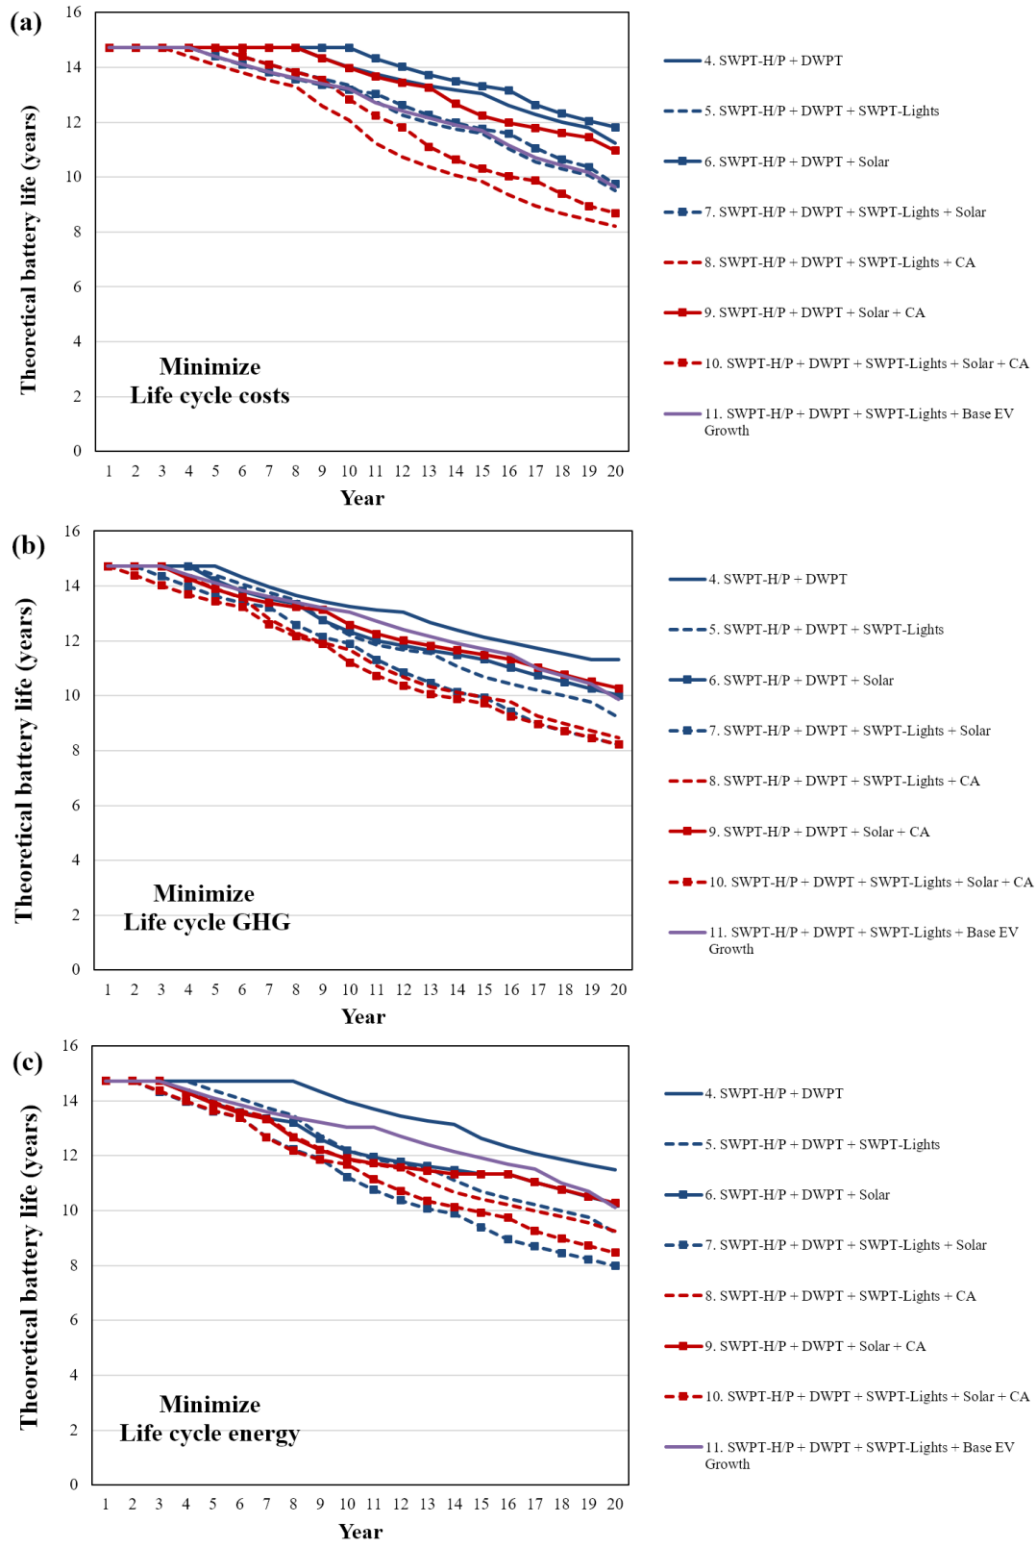 (a)
Theoretical battery life (years)
16
14
12
10
8
6
4
2
0
Minimize
Life cycle costs
1 2 3 4 5 6 7 8 9 10 11 12 13 14 15 16 17 18 19 20
Year
4. SWPT-H/P + DWPT
5. SWPT-H/P + DWPT + SWPT-Lights
6. SWPT-H/P + DWPT + Solar
7. SWPT-H/P + DWPT + SWPT-Lights + Solar
8. SWPT-H/P + DWPT + SWPT-Lights + CA
9. SWPT-H/P + DWPT + Solar + CA
10. SWPT-H/P + DWPT + SWPT-Lights + Solar + CA
11. SWPT-H/P + DWPT + SWPT-Lights + Base EV
Growth
(b)
Theoretical battery life (years)
16
14
12
10
8
6
4
2
0
Minimize
Life cycle GHG
1 2 3 4 5 6 7 8 9 10 11 12 13 14 15 16 17 18 19 20
Year
4. SWPT-H/P + DWPT
5. SWPT-H/P + DWPT + SWPT-Lights
6. SWPT-H/P + DWPT + Solar
7. SWPT-H/P + DWPT + SWPT-Lights + Solar
8. SWPT-H/P + DWPT + SWPT-Lights + CA
9. SWPT-H/P + DWPT + Solar + CA
10. SWPT-H/P + DWPT + SWPT-Lights + Solar + CA
11. SWPT-H/P + DWPT + SWPT-Lights + Base EV
Growth
(c)
Theoretical battery life (years)
16
14
12
10
8
6
4
2
0
Minimize
Life cycle energy
1 2 3 4 5 6 7 8 9 10 11 12 13 14 15 16 17 18 19 20
Year
4. SWPT-H/P + DWPT
5. SWPT-H/P + DWPT + SWPT-Lights
6. SWPT-H/P + DWPT + Solar
7. SWPT-H/P + DWPT + SWPT-Lights + Solar
8. SWPT-H/P + DWPT + SWPT-Lights + CA
9. SWPT-H/P + DWPT + Solar + CA
10. SWPT-H/P + DWPT + SWPT-Lights + Solar + CA
11. SWPT-H/P + DWPT + SWPT-Lights + Base EV
Growth